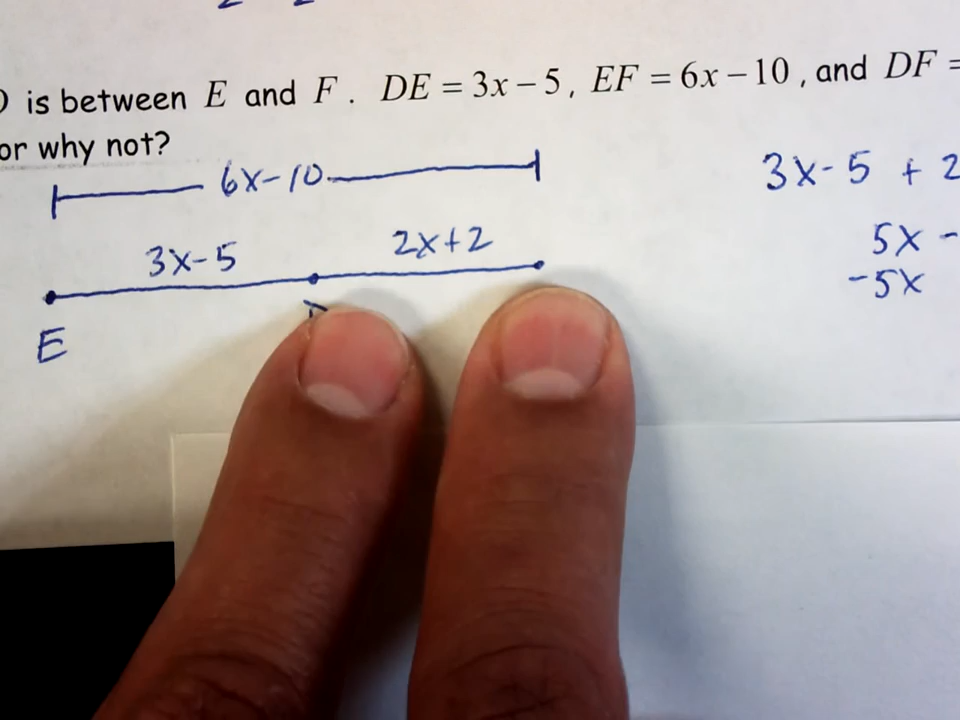 is between E and F. DE = 3x − 5, EF = 6x − 10, and DF =
or why not?
6x-10
3x-5 + 2
3x-5 2x+2
5x -
-5x
E